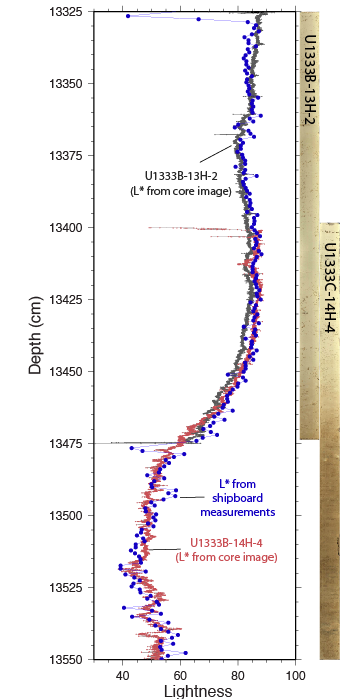 13325
13350
13375
13400
13425
13450
13475
13500
13525
13550
Depth (cm)
U1333B-13H-2
(L* from core image)
L* from
shipboard
measurements
U1333B-14H-4
(L* from core image)
40
60
80
100
Lightness
U1333B-13H-2
U1333C-14H-4